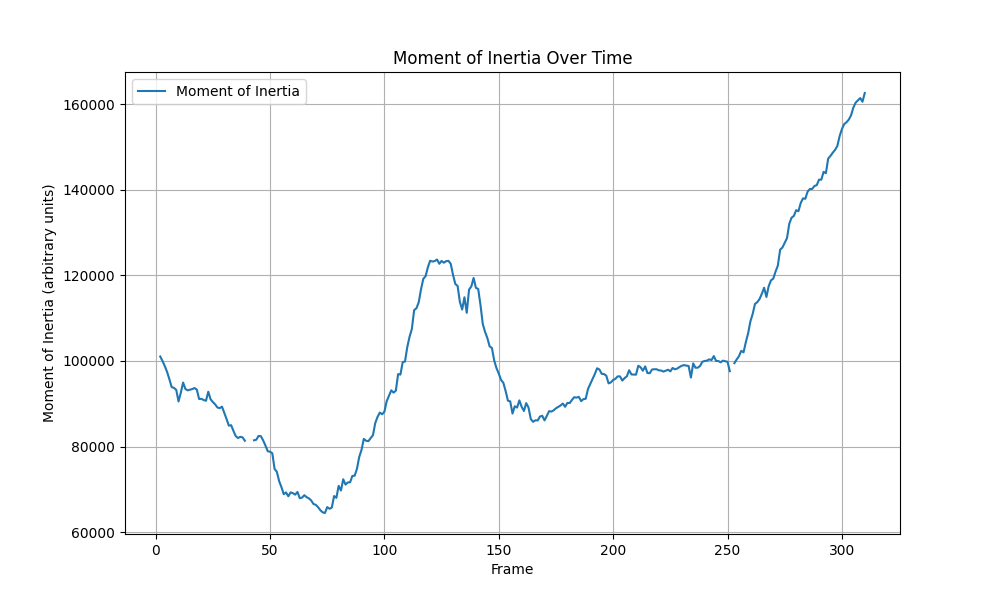 Moment of Inertia Over Time
Moment of Inertia
160000
140000
120000
100000
80000
60000
Moment of Inertia (arbitrary units)
0 50 100 150 200 250 300
Frame